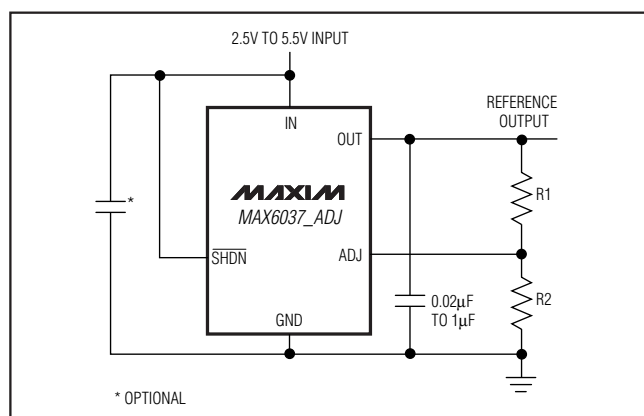 2.5V TO 5.5V INPUT
REFERENCE
OUTPUT
IN
OUT
R1
MAXIM
MAX6037_ADJ
*
SHDN
ADJ
0.02µF
TO 1µF
R2
GND
* OPTIONAL